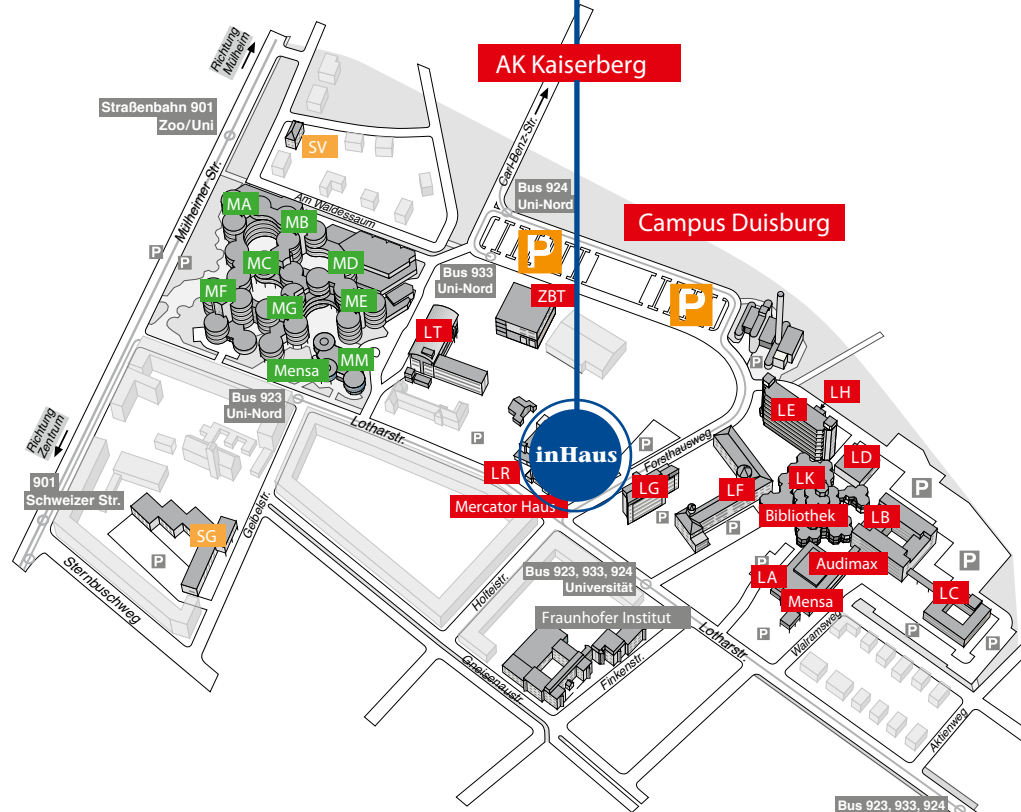 Richtung
Mülheim
AK Kaiserberg
Straßenbahn 901
Zoo/Uni
SV
Carl-Benz-Str.
Mülheimer Str.
Am Waldessaum
Bus 924
Uni-Nord
MA
MB
Campus Duisburg
P
P
P
MC
MD
Bus 933
Uni-Nord
MF
MG
ME
ZBT
P
LT
MM
Mensa
P
Bus 923
Uni-Nord
Lotharstr.
LE
LH
P
P
inHaus
Forsthausweg
Richtung
Zentrum
LR
Mercator Haus
LG
LF
LK
LD
P
901
Schweizer Str.
Geibelstr.
P
P
Bibliothek
LB
SG
P
P
Audimax
Bus 923, 933, 924
Universität
LA
Mensa
LC
Sternbuschweg
Holteistr.
Fraunhofer Institut
P
Walramsweg
P
P
Lotharstr.
Gneisenaustr.
Finkenstr.
Aktienweg
Bus 923, 933, 924